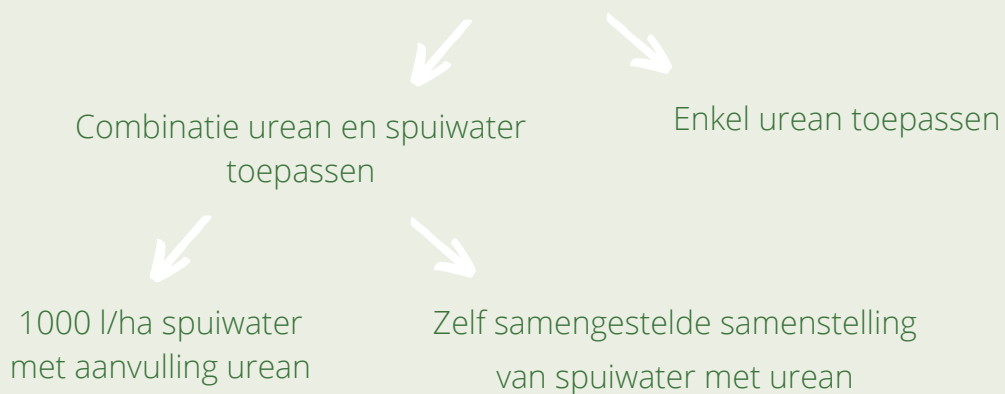 Combinatie urean en spuiwater
toepassen
Enkel urean toepassen
1000 l/ha spuiwater
met aanvulling urean
Zelf samengestelde samenstelling
van spuiwater met urean